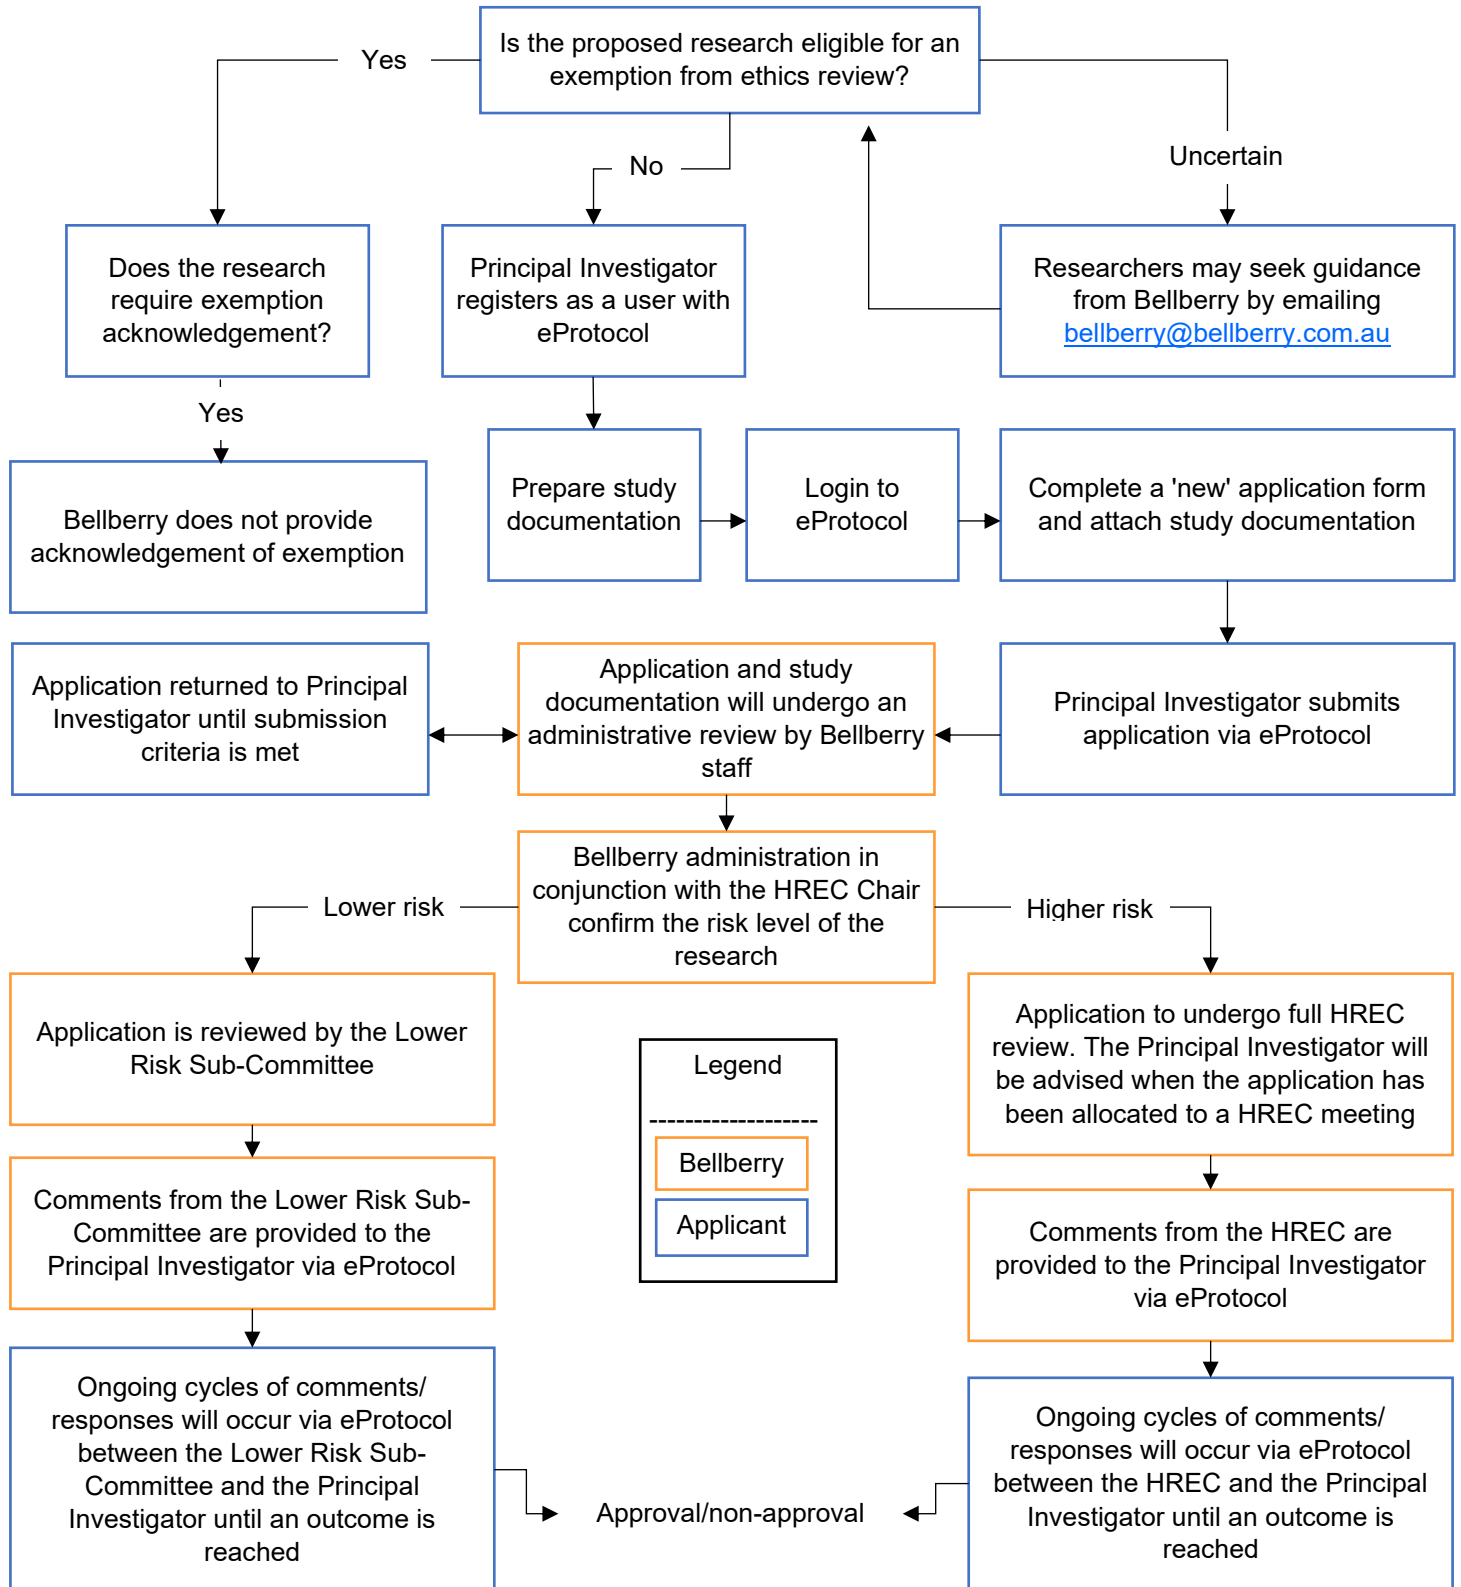 Is the proposed research eligible for an
exemption from ethics review?
Yes
No
Uncertain
Does the research
require exemption
acknowledgement?
Principal Investigator
registers as a user with
eProtocol
Researchers may seek guidance
from Bellberry by emailing
bellberry@bellberry.com.au
Yes
Bellberry does not provide
acknowledgement of exemption
Prepare study
documentation
Login to
eProtocol
Complete a 'new' application form
and attach study documentation
Application returned to Principal
Investigator until submission
criteria is met
Application and study
documentation will undergo an
administrative review by Bellberry
staff
Principal Investigator submits
application via eProtocol
Bellberry administration in
conjunction with the HREC Chair
confirm the risk level of the
research
Lower risk
Higher risk
Application is reviewed by the Lower
Risk Sub-Committee
Application to undergo full HREC
review. The Principal Investigator will
be advised when the application has
been allocated to a HREC meeting
Legend
-------------------
Bellberry
Applicant
Comments from the Lower Risk Sub-
Committee are provided to the
Principal Investigator via eProtocol
Comments from the HREC are
provided to the Principal Investigator
via eProtocol
Ongoing cycles of comments/
responses will occur via eProtocol
between the Lower Risk Sub-
Committee and the Principal
Investigator until an outcome is
reached
Approval/non-approval
Ongoing cycles of comments/
responses will occur via eProtocol
between the HREC and the Principal
Investigator until an outcome is
reached